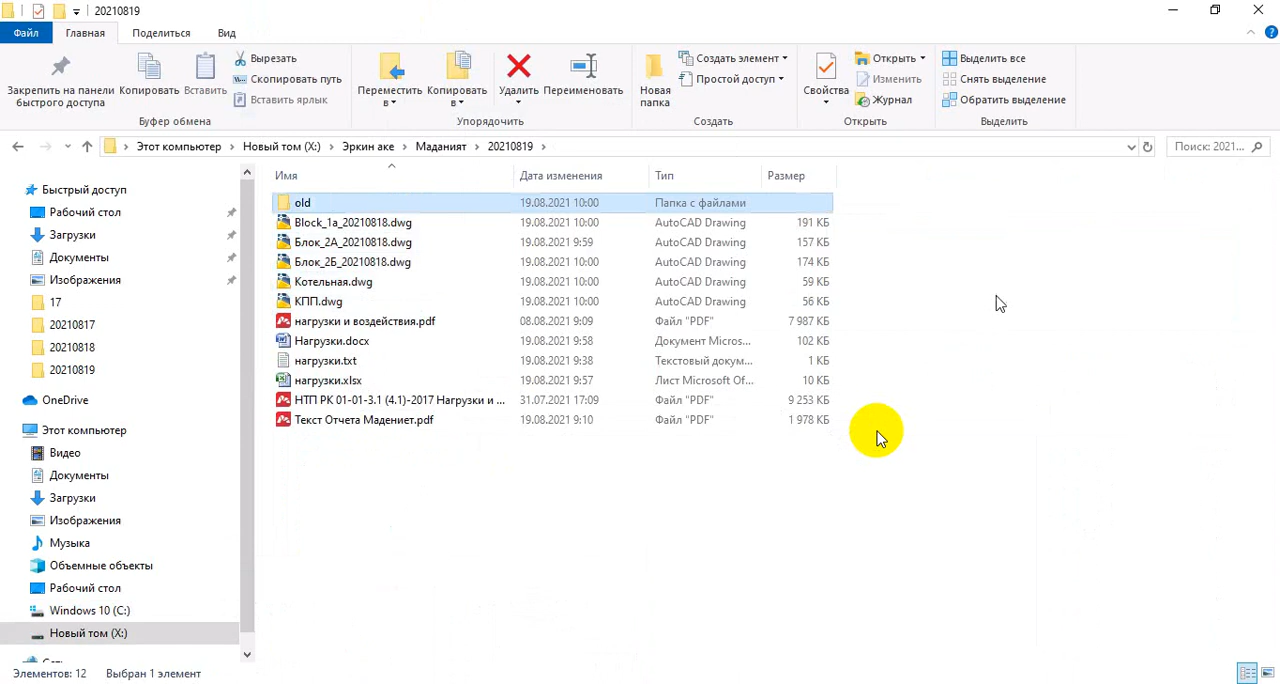 20210819
Файл Главная Поделиться Вид
Закрепить на панели
быстрого доступа
Копировать
Вставить
Вырезать
Скопировать путь
Вставить ярлык
Буфер обмена
Переместить
в
Копировать
в
Удалить
Переименовать
Упорядочить
Новая
папка
Создать элемент
Простой доступ
Создать
Свойства
Открыть
Изменить
Журнал
Открыть
Выделить все
Снять выделение
Обратить выделение
Выделить
Этот компьютер › Новый том (X:) › Эркин аке › Маданият › 20210819 ›
Поиск: 2021...
Быстрый доступ
Рабочий стол
Загрузки
Документы
Изображения
17
20210817
20210818
20210819
OneDrive
Этот компьютер
Видео
Документы
Загрузки
Изображения
Музыка
Объемные объекты
Рабочий стол
Windows 10 (C:)
Новый том (X:)
Имя Дата изменения Тип Размер
old 19.08.2021 10:00 Папка с файлами
Block_1a_20210818.dwg 19.08.2021 10:00 AutoCAD Drawing 191 КБ
Блок_2А_20210818.dwg 19.08.2021 9:59 AutoCAD Drawing 157 КБ
Блок_2Б_20210818.dwg 19.08.2021 10:00 AutoCAD Drawing 174 КБ
Котельная.dwg 19.08.2021 10:00 AutoCAD Drawing 59 КБ
КПП.dwg 19.08.2021 10:00 AutoCAD Drawing 56 КБ
нагрузки и воздействия.pdf 08.08.2021 9:09 Файл "PDF" 7 987 КБ
Нагрузки.docx 19.08.2021 9:58 Документ Micros... 102 КБ
нагрузки.txt 19.08.2021 9:38 Текстовый докум... 1 КБ
нагрузки.xlsx 19.08.2021 9:57 Лист Microsoft Of... 10 КБ
НТП РК 01-01-3.1 (4.1)-2017 Нагрузки и ... 31.07.2021 17:09 Файл "PDF" 9 253 КБ
Текст Отчета Мадениет.pdf 19.08.2021 9:10 Файл "PDF" 1 978 КБ
Элементов: 12 Выбран 1 элемент